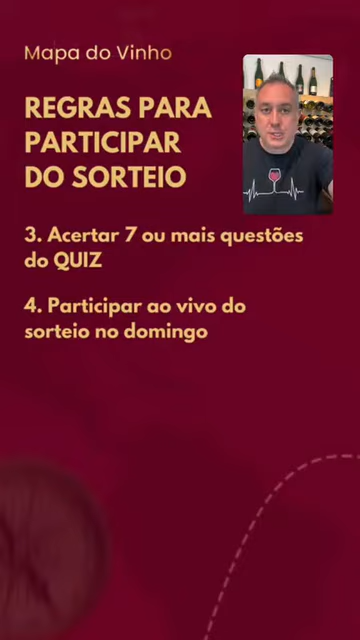 Mapa do Vinho
REGRAS PARA
PARTICIPAR
DO SORTEIO
3. Acertar 7 ou mais questões
do QUIZ
4. Participar ao vivo do
sorteio no domingo